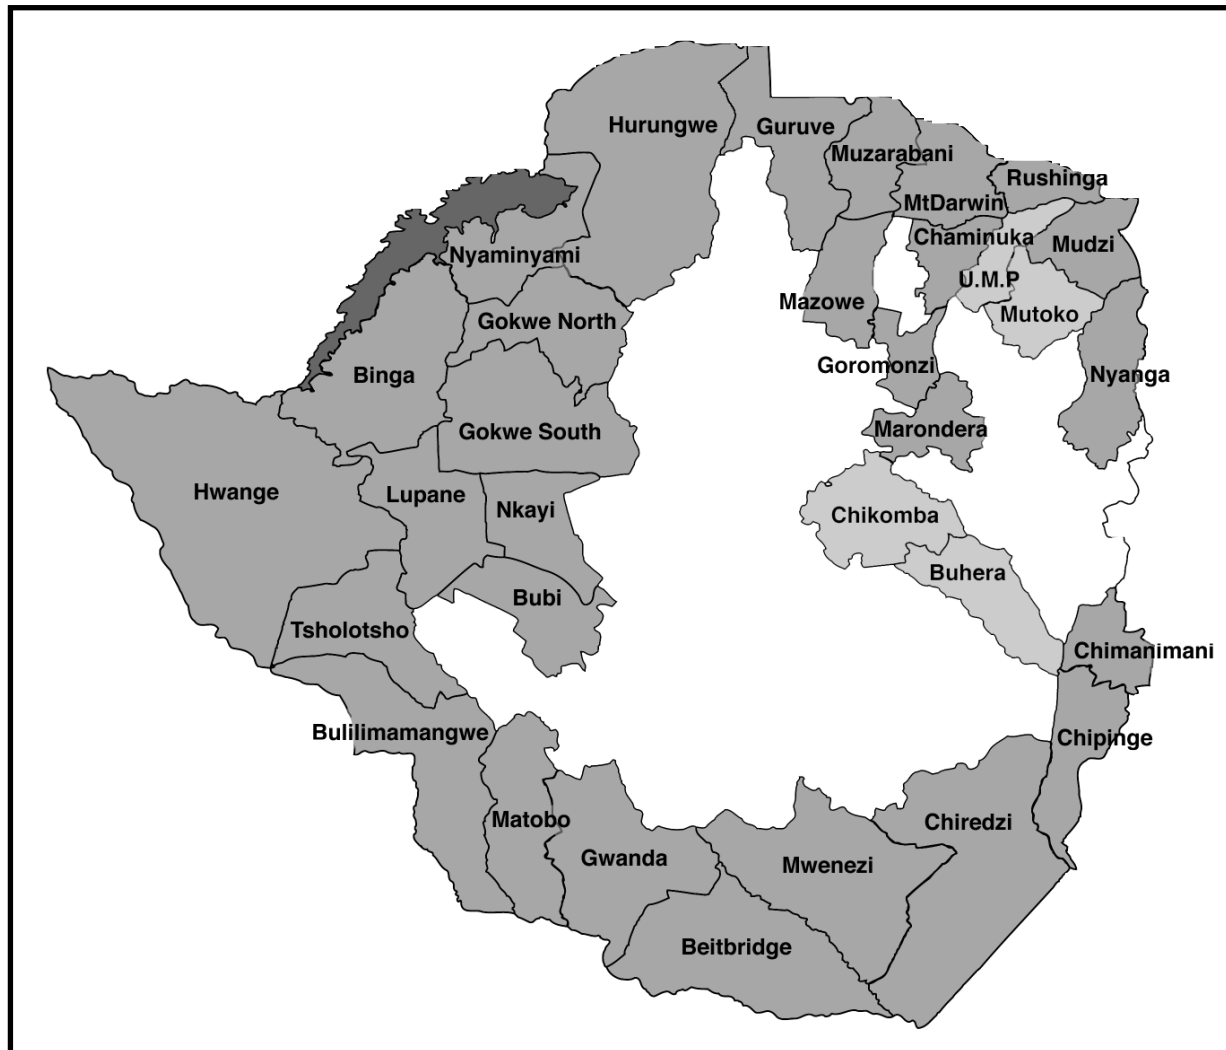 Hurungwe
Guruve
Muzarabani
Rushinga
MtDarwin
Chaminuka
Mudzi
Nyaminyami
U.M.P
Mazowe
Mutoko
Gokwe North
Goromonzi
Binga
Nyanga
Marondera
Gokwe South
Hwange
Lupane
Nkayi
Chikomba
Buhera
Bubi
Tsholotsho
Chimanimani
Bulilimamangwe
Chipinge
Matobo
Chiredzi
Gwanda
Mwenezi
Beitbridge